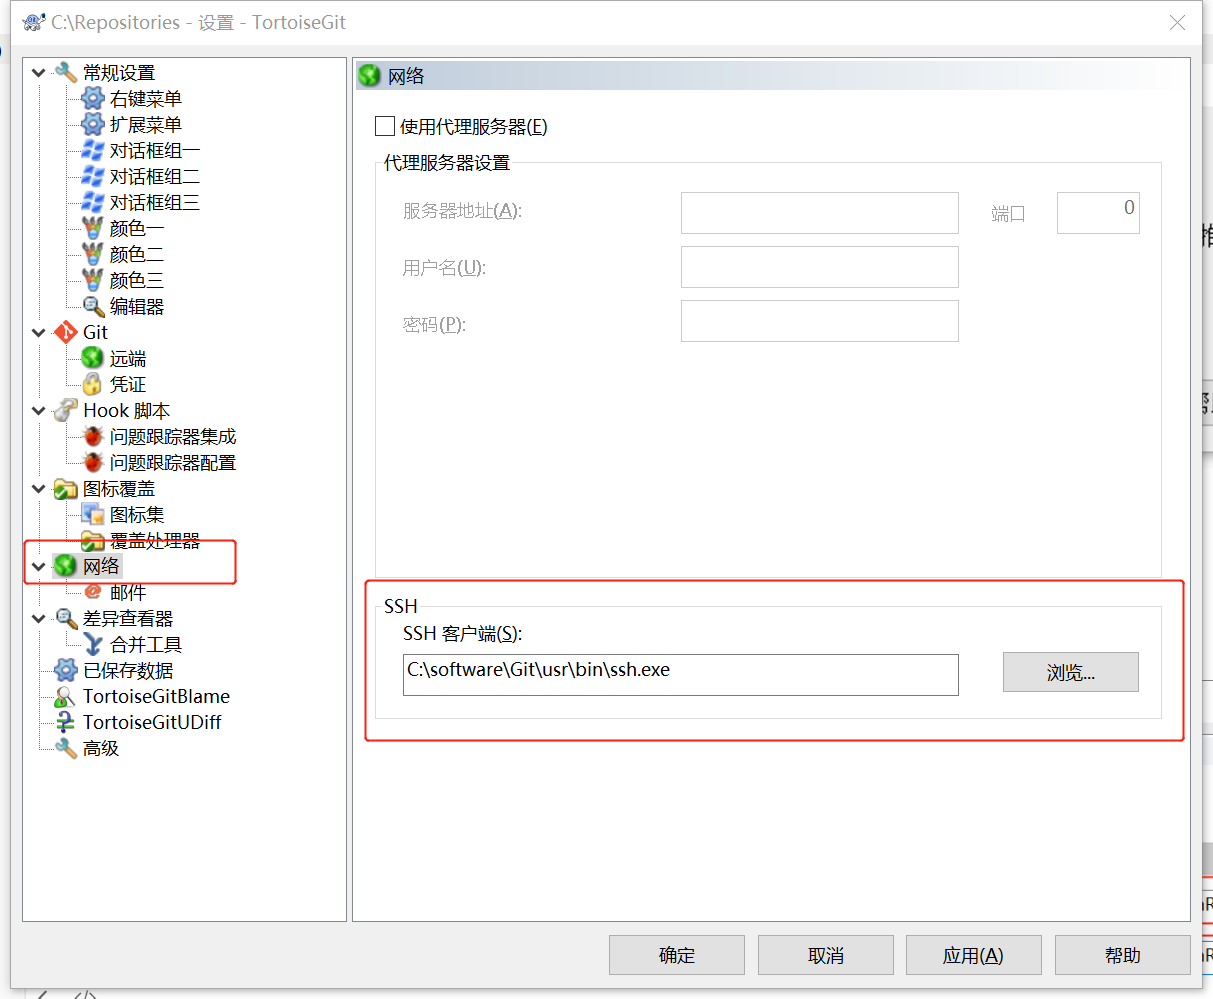 C:\Repositories - 设置 - TortoiseGit
常规设置
右键菜单
扩展菜单
对话框组一
对话框组二
对话框组三
颜色一
颜色二
颜色三
编辑器
Git
远端
凭证
Hook 脚本
问题跟踪器集成
问题跟踪器配置
图标覆盖
图标集
覆盖处理器
网络
邮件
差异查看器
合并工具
已保存数据
TortoiseGitBlame
TortoiseGitUDiff
高级
网络
使用代理服务器(E)
代理服务器设置
服务器地址(A):
端口
0
用户名(U):
密码(P):
SSH
SSH 客户端(S):
C:\software\Git\usr\bin\ssh.exe
浏览...
确定
取消
应用(A)
帮助